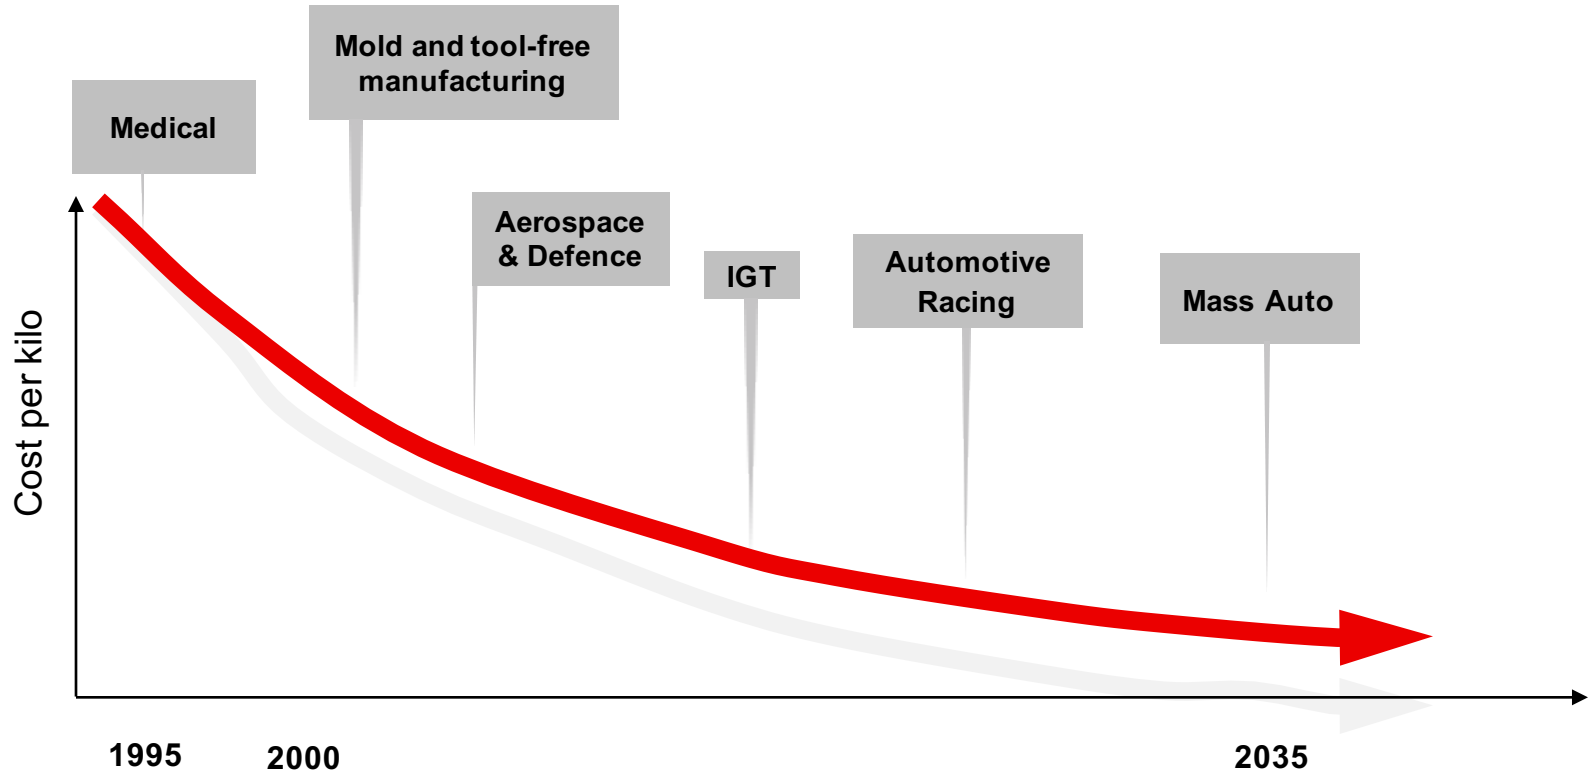 Mold and tool-free
manufacturing
Medical
Aerospace
& Defence
IGT
Automotive
Racing
Mass Auto
Cost per kilo
1995
2000
2035